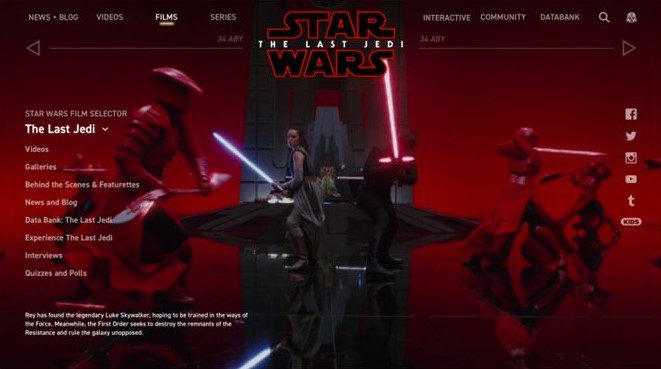 NEWS + BLOG VIDEOS FILMS SERIES
STAR
THE LAST JEDI
WARS
INTERACTIVE COMMUNITY DATABANK
34 ABY
34 ABY
STAR WARS FILM SELECTOR
The Last Jedi
Videos
Galleries
Behind the Scenes & Featurettes
News and Blog
Data Bank: The Last Jedi
Experience The Last Jedi
Interviews
Quizzes and Polls
KIDS
Rey has found the legendary Luke Skywalker, hoping to be trained in the ways of
the Force. Meanwhile, the First Order seeks to destroy the remnants of the
Resistance and rule the galaxy unopposed.